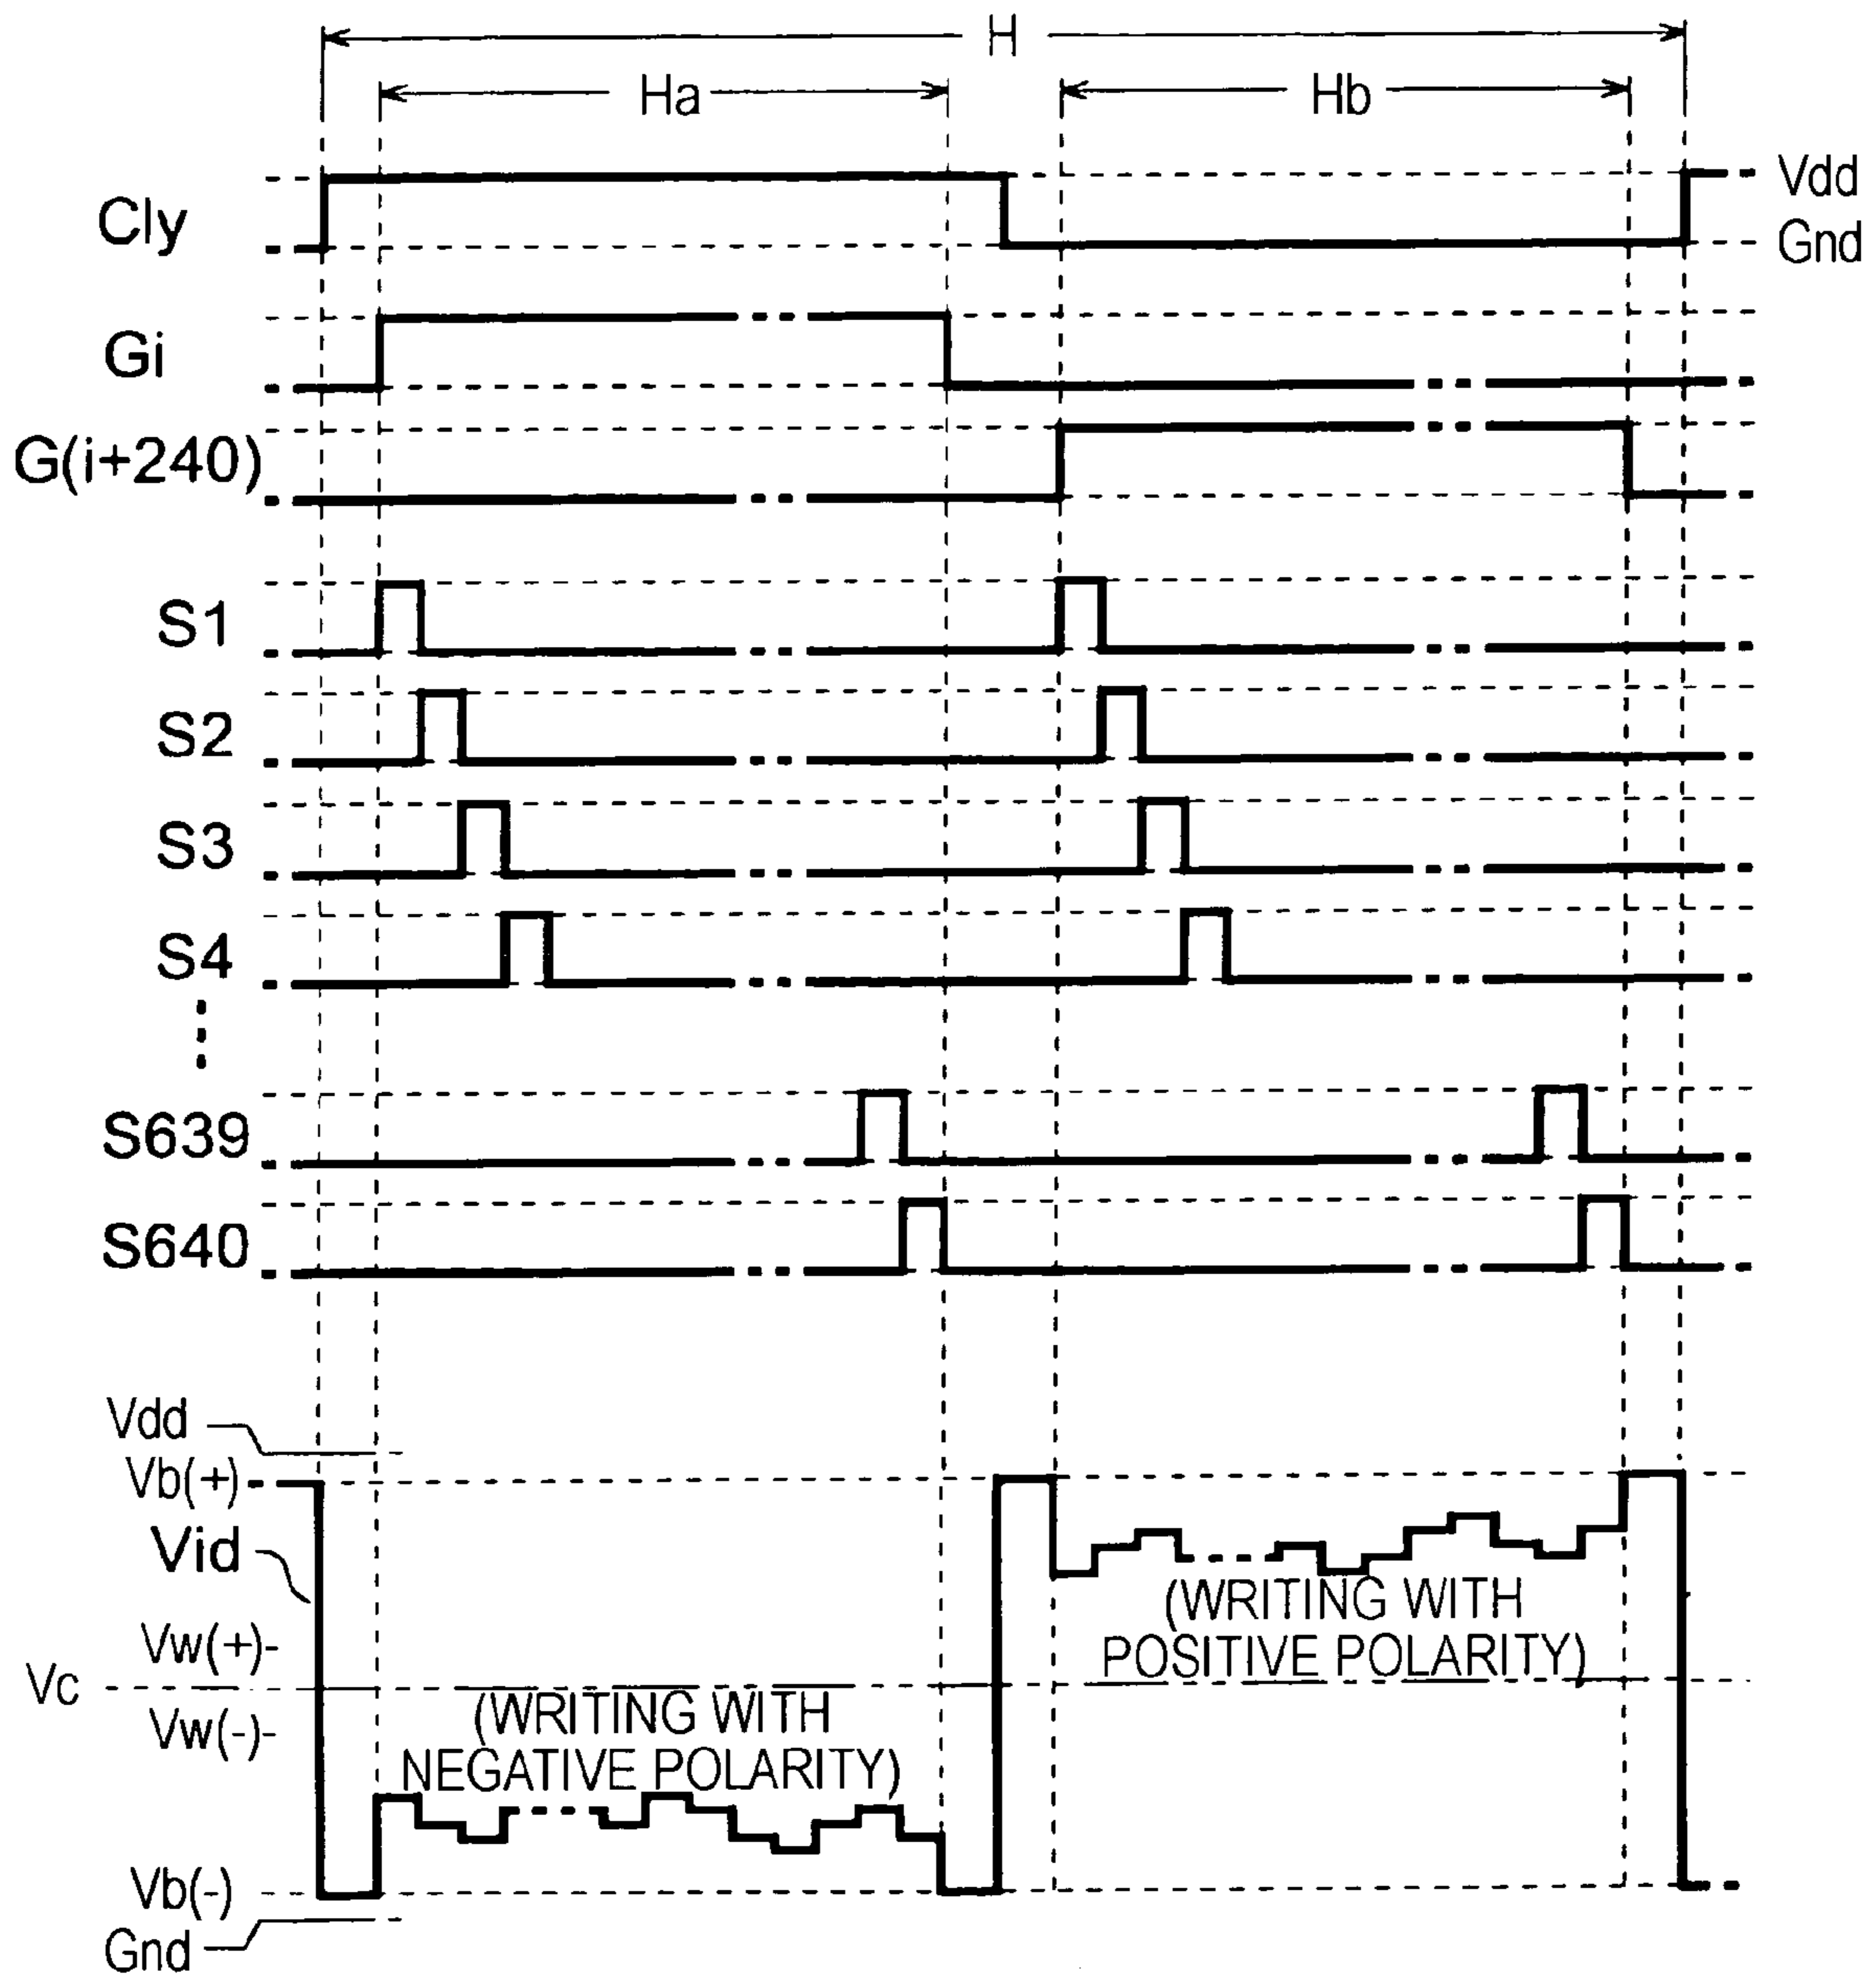 H
Ha
Hb
Cly
Vdd
Gnd
Gi
G(i+240)
S1
S2
S3
S4
S639
S640
Vdd
Vb(+)
Vid
(WRITING WITH
POSITIVE POLARITY)
Vw(+)
Vc
Vw(-)
(WRITING WITH
NEGATIVE POLARITY)
Vb(-)
Gnd